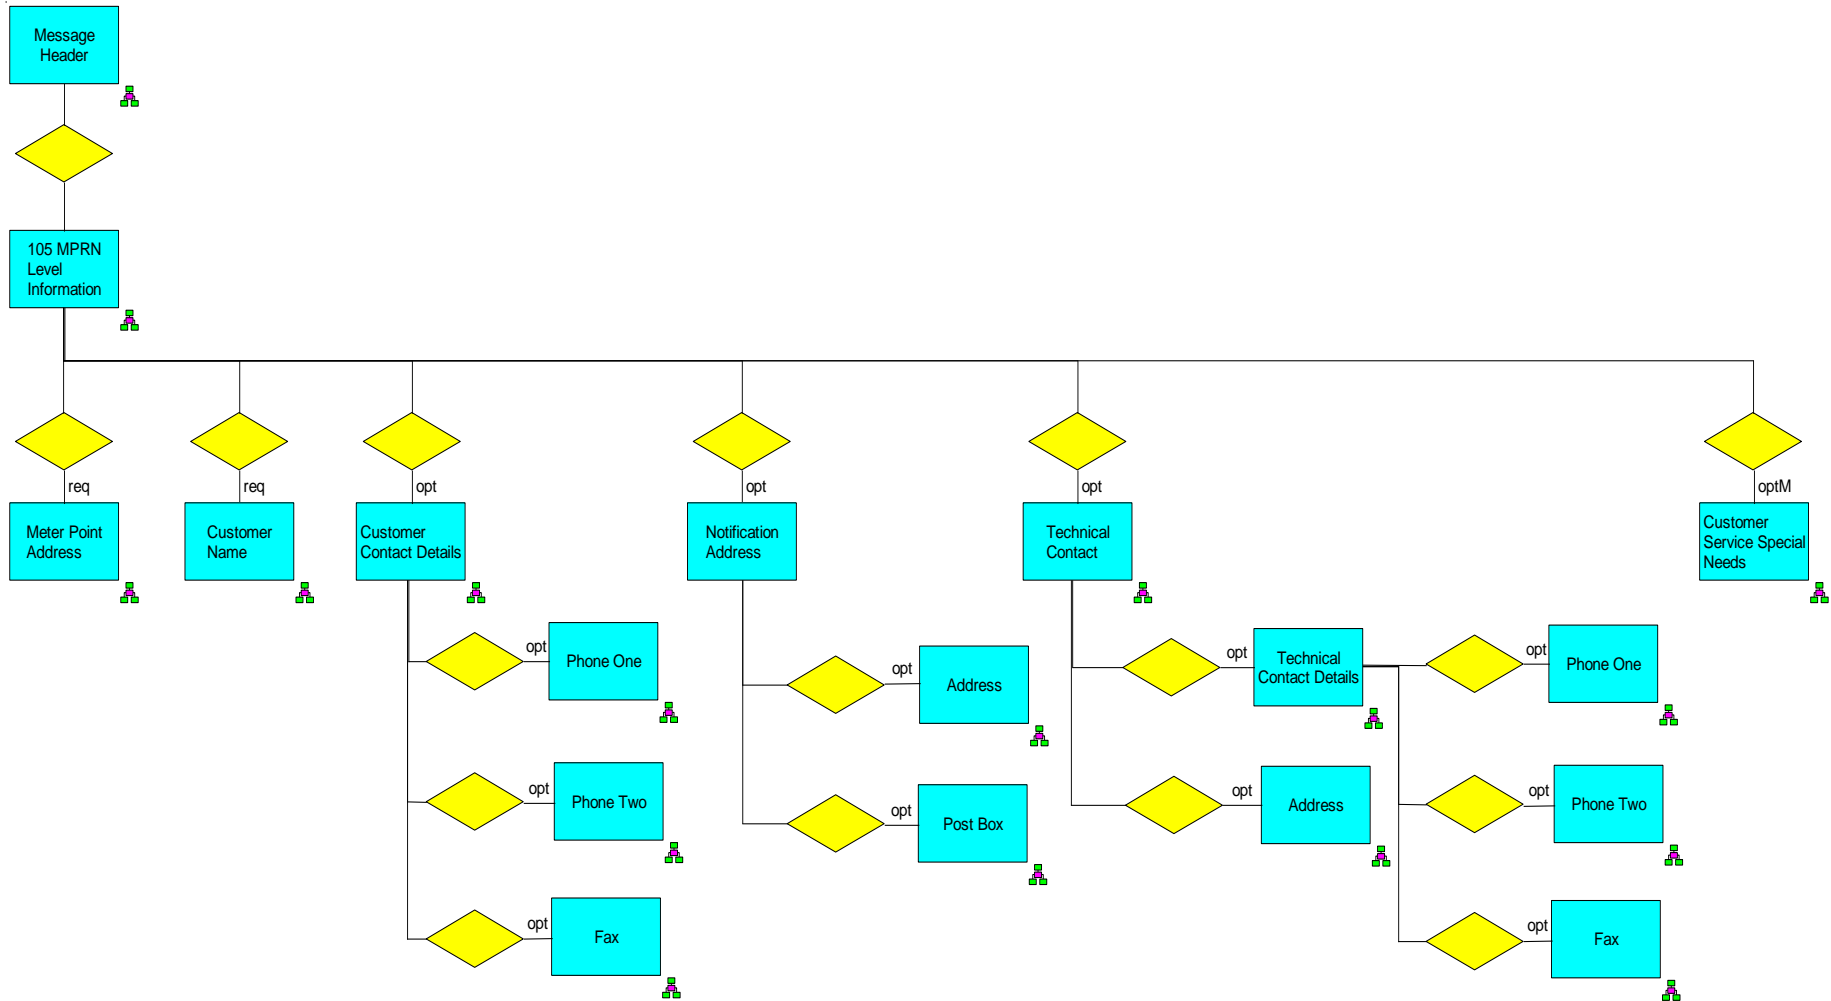 Message
Header
105 MPRN
Level
Information
req
req
opt
opt
opt
optM
Meter Point
Address
Customer
Name
Customer
Contact Details
Notification
Address
Technical
Contact
Customer
Service Special
Needs
opt
Phone One
opt
Address
opt
Technical
Contact Details
opt
Phone One
opt
Phone Two
opt
Post Box
opt
Address
opt
Phone Two
opt
Fax
opt
Fax